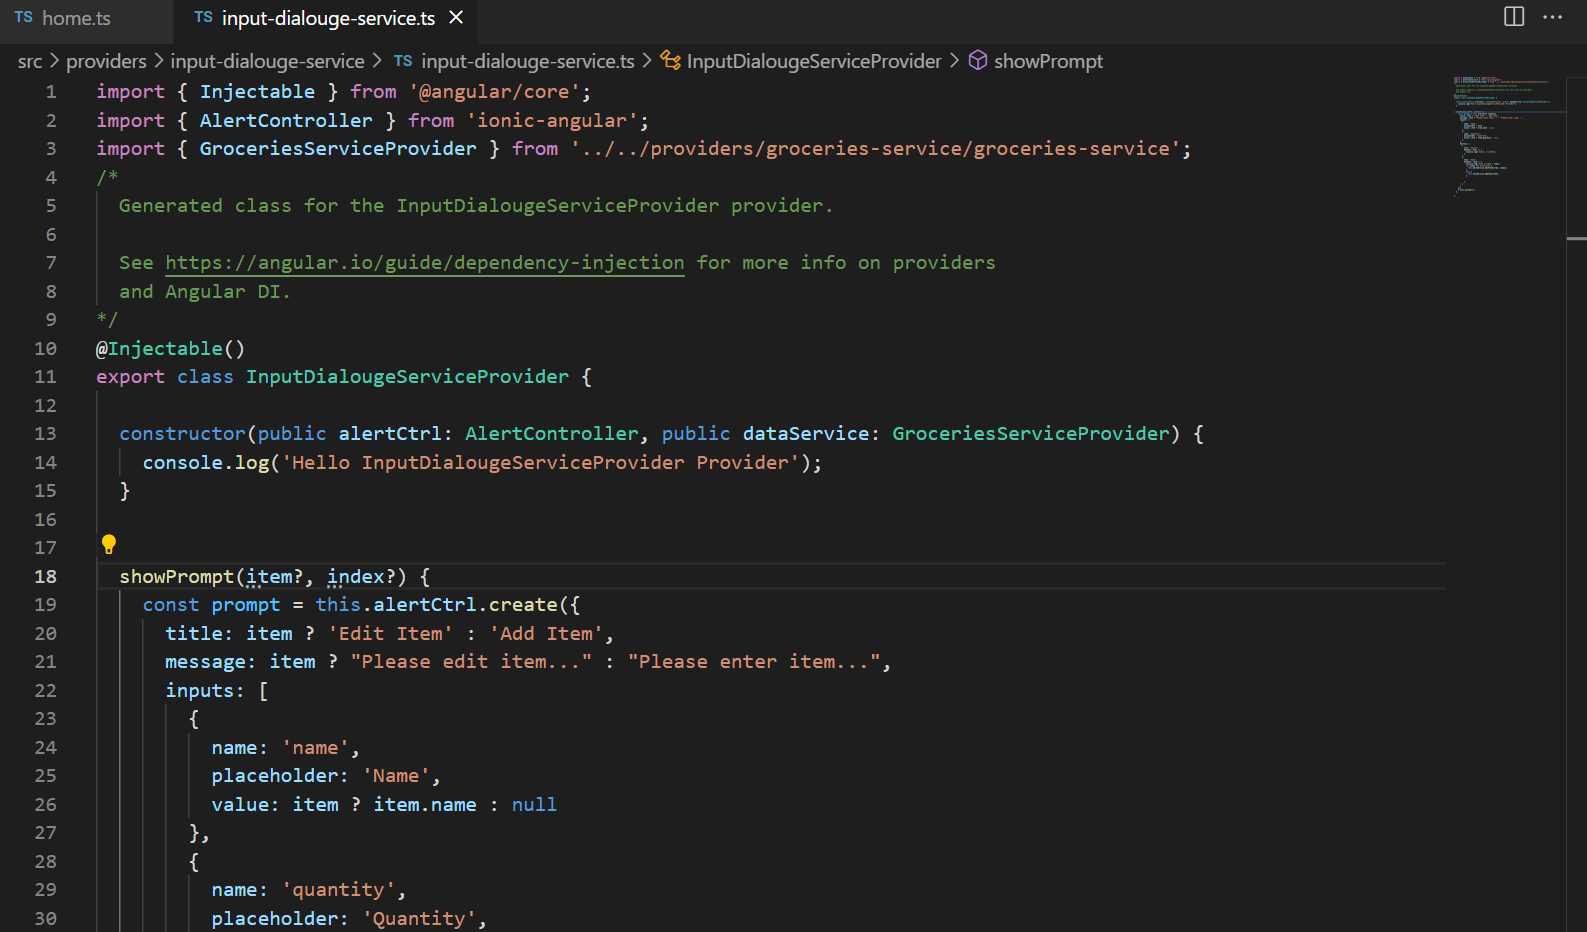 TS home.ts
TS input-dialouge-service.ts ×
src > providers > input-dialouge-service > TS input-dialouge-service.ts > InputDialougeServiceProvider > showPrompt
1 import { Injectable } from '@angular/core';
2 import { AlertController } from 'ionic-angular';
3 import { GroceriesServiceProvider } from '../../providers/groceries-service/groceries-service';
4 /*
5 Generated class for the InputDialougeServiceProvider provider.
6
7 See https://angular.io/guide/dependency-injection for more info on providers
8 and Angular DI.
9 */
10 @Injectable()
11 export class InputDialougeServiceProvider {
12
13 constructor(public alertCtrl: AlertController, public dataService: GroceriesServiceProvider) {
14 console.log('Hello InputDialougeServiceProvider Provider');
15 }
16
17
18 showPrompt(item?, index?) {
19 const prompt = this.alertCtrl.create({
20 title: item ? 'Edit Item' : 'Add Item',
21 message: item ? "Please edit item..." : "Please enter item...",
22 inputs: [
23 {
24 name: 'name',
25 placeholder: 'Name',
26 value: item ? item.name : null
27 },
28 {
29 name: 'quantity',
30 placeholder: 'Quantity',